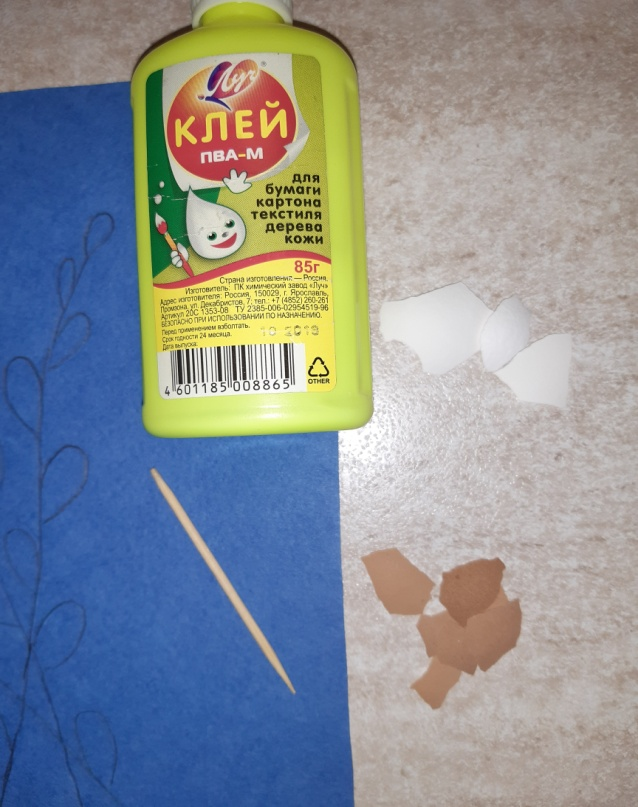 Луч
КЛЕЙ
ПВА-М
для
бумаги
картона
текстиля
дерева
кожи
85г
Страна изготовления — Россия,
Изготовитель: ПК химический завод «Луч»
Адрес изготовителя: Россия, 150029, г. Ярославль,
Промзона, ул. Декабристов, 7, тел.: +7 (4852) 260-261
Артикул 20С 1353-08 ТУ 2385-006-02954519-96
БЕЗОПАСНО ПРИ ИСПОЛЬЗОВАНИИ ПО НАЗНАЧЕНИЮ.
Перед применением взболтать.
Срок годности 24 месяца.
Дата выпуска:
10 2019
4 601185 008865
OTHER